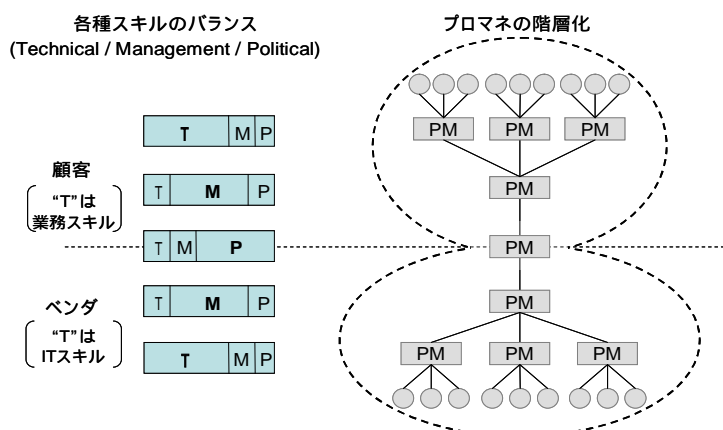 各種スキルのバランス
(Technical / Management / Political)
プロマネの階層化
T M P
PM PM PM
顧客
“T”は
業務スキル
T M P
PM
T M P
PM
ベンダ
“T”は
ITスキル
T M P
PM
T M P
PM PM PM